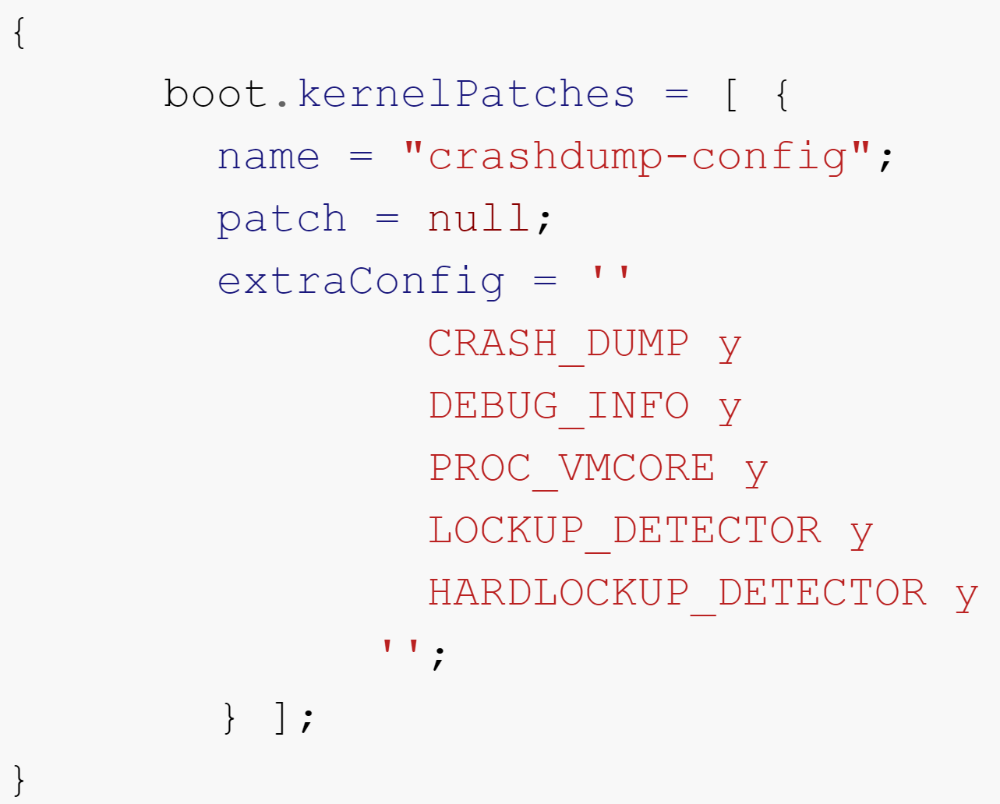 {
      boot.kernelPatches = [ {
        name = "crashdump-config";
        patch = null;
        extraConfig = ''
                CRASH_DUMP y
                DEBUG_INFO y
                PROC_VMCORE y
                LOCKUP_DETECTOR y
                HARDLOCKUP_DETECTOR y
              '';
        } ];
}